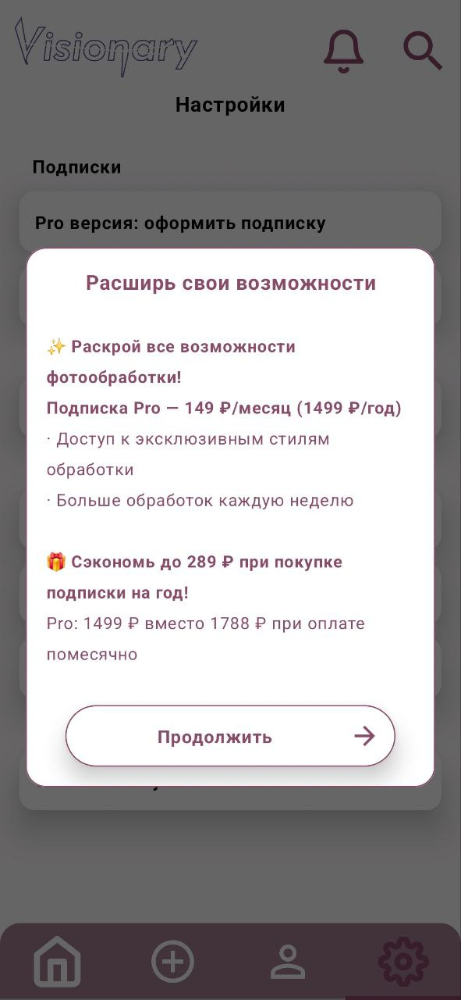 Visionary
Настройки
Подписки
Pro версия: оформить подписку
Расширь свои возможности
✨ Раскрой все возможности
фотообработки!
Подписка Pro — 149 ₽/месяц (1499 ₽/год)
· Доступ к эксклюзивным стилям
обработки
· Больше обработок каждую неделю
🎁 Сэкономь до 289 ₽ при покупке
подписки на год!
Pro: 1499 ₽ вместо 1788 ₽ при оплате
помесячно
Продолжить